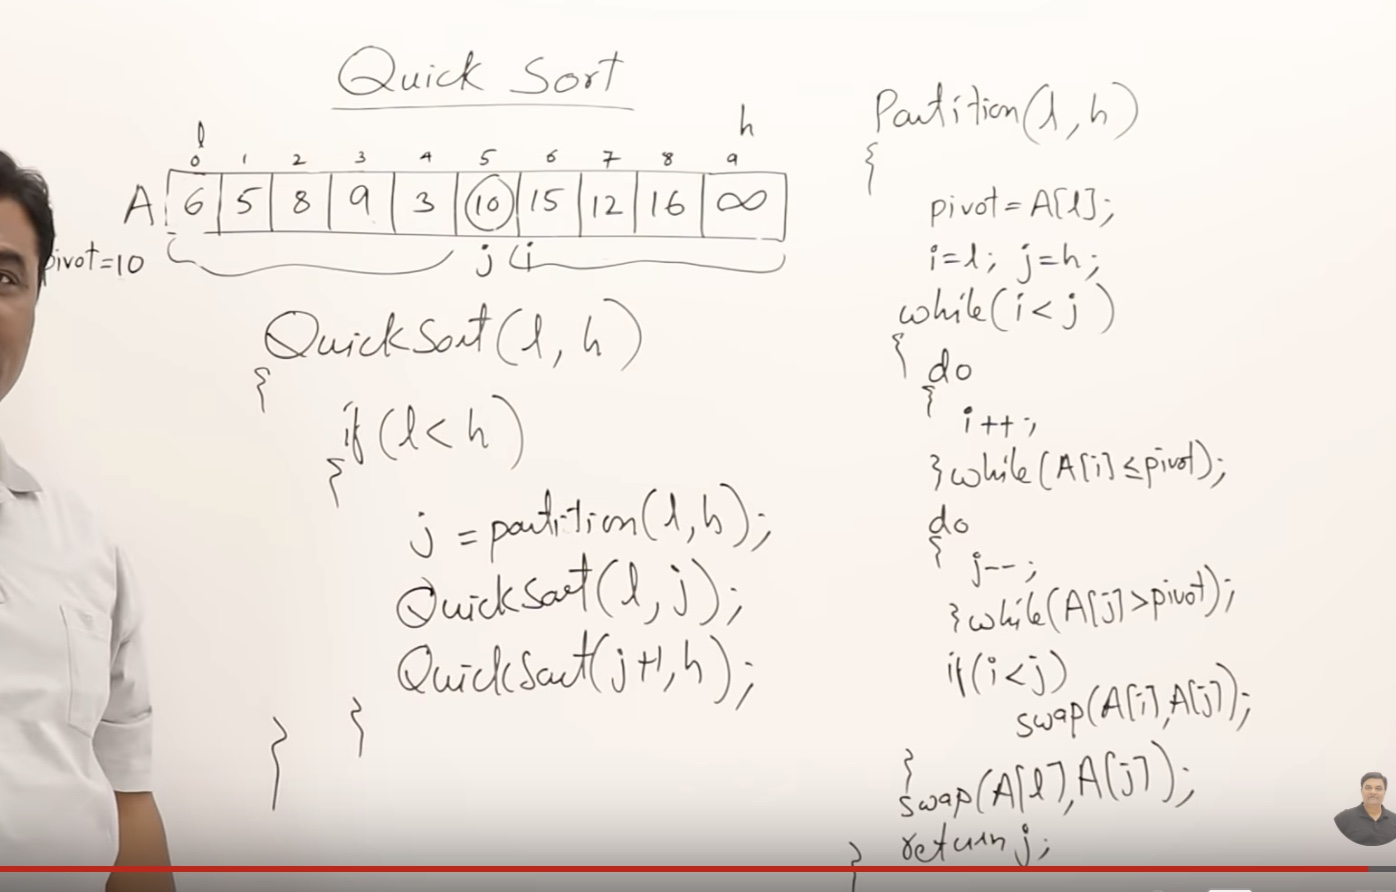 Quick Sort
l h
0 1 2 3 4 5 6 7 8 9
A 6 5 8 9 3 10 15 12 16 ∞
pivot=10 j i
QuickSort(l, h)
{
if(l<h)
{
j = partition(l,h);
QuickSort(l, j);
QuickSort(j+1, h);
}
}
Partition(l, h)
{
pivot = A[l];
i=l; j=h;
while(i<j)
{ do
{
i++;
}while(A[i]≤pivot);
do
{
j--;
}while(A[j]>pivot);
if(i<j)
swap(A[i],A[j]);
}
swap(A[l],A[j]);
return j;
}